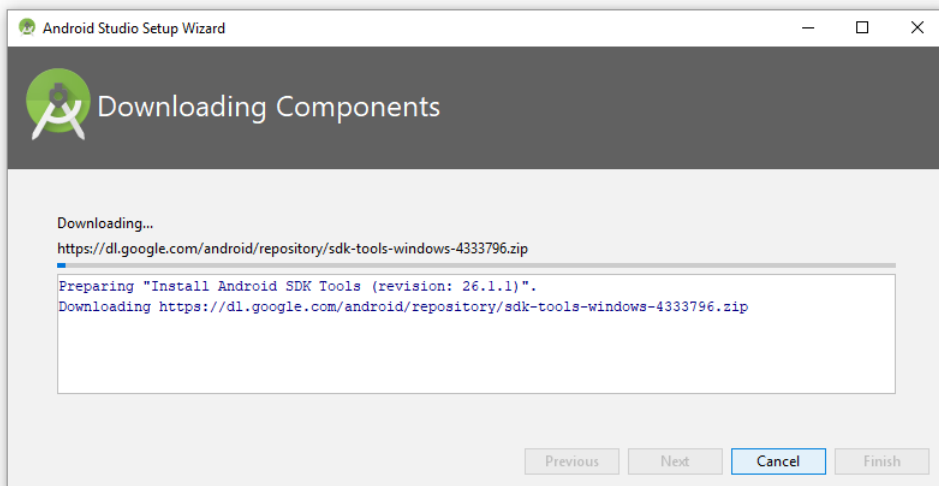 Android Studio Setup Wizard
Downloading Components
Downloading...
https://dl.google.com/android/repository/sdk-tools-windows-4333796.zip
Preparing "Install Android SDK Tools (revision: 26.1.1)".
Downloading https://dl.google.com/android/repository/sdk-tools-windows-4333796.zip
Previous Next Cancel Finish